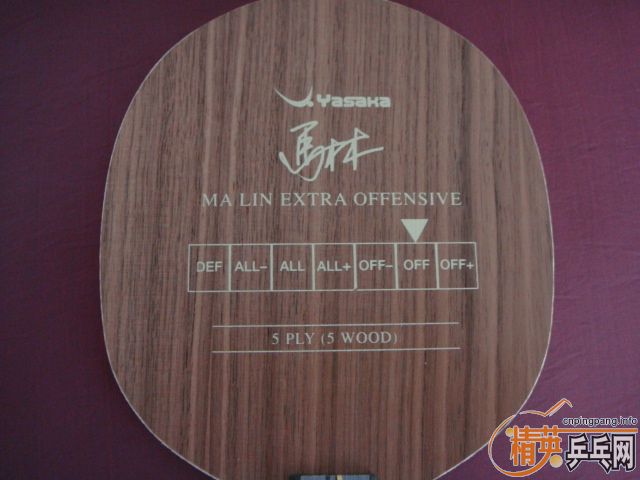 Yasaka
馬林
MA LIN EXTRA OFFENSIVE
DEF ALL- ALL ALL+ OFF- OFF OFF+
5 PLY (5 WOOD)
cnpingpang.info
精英乒乓网